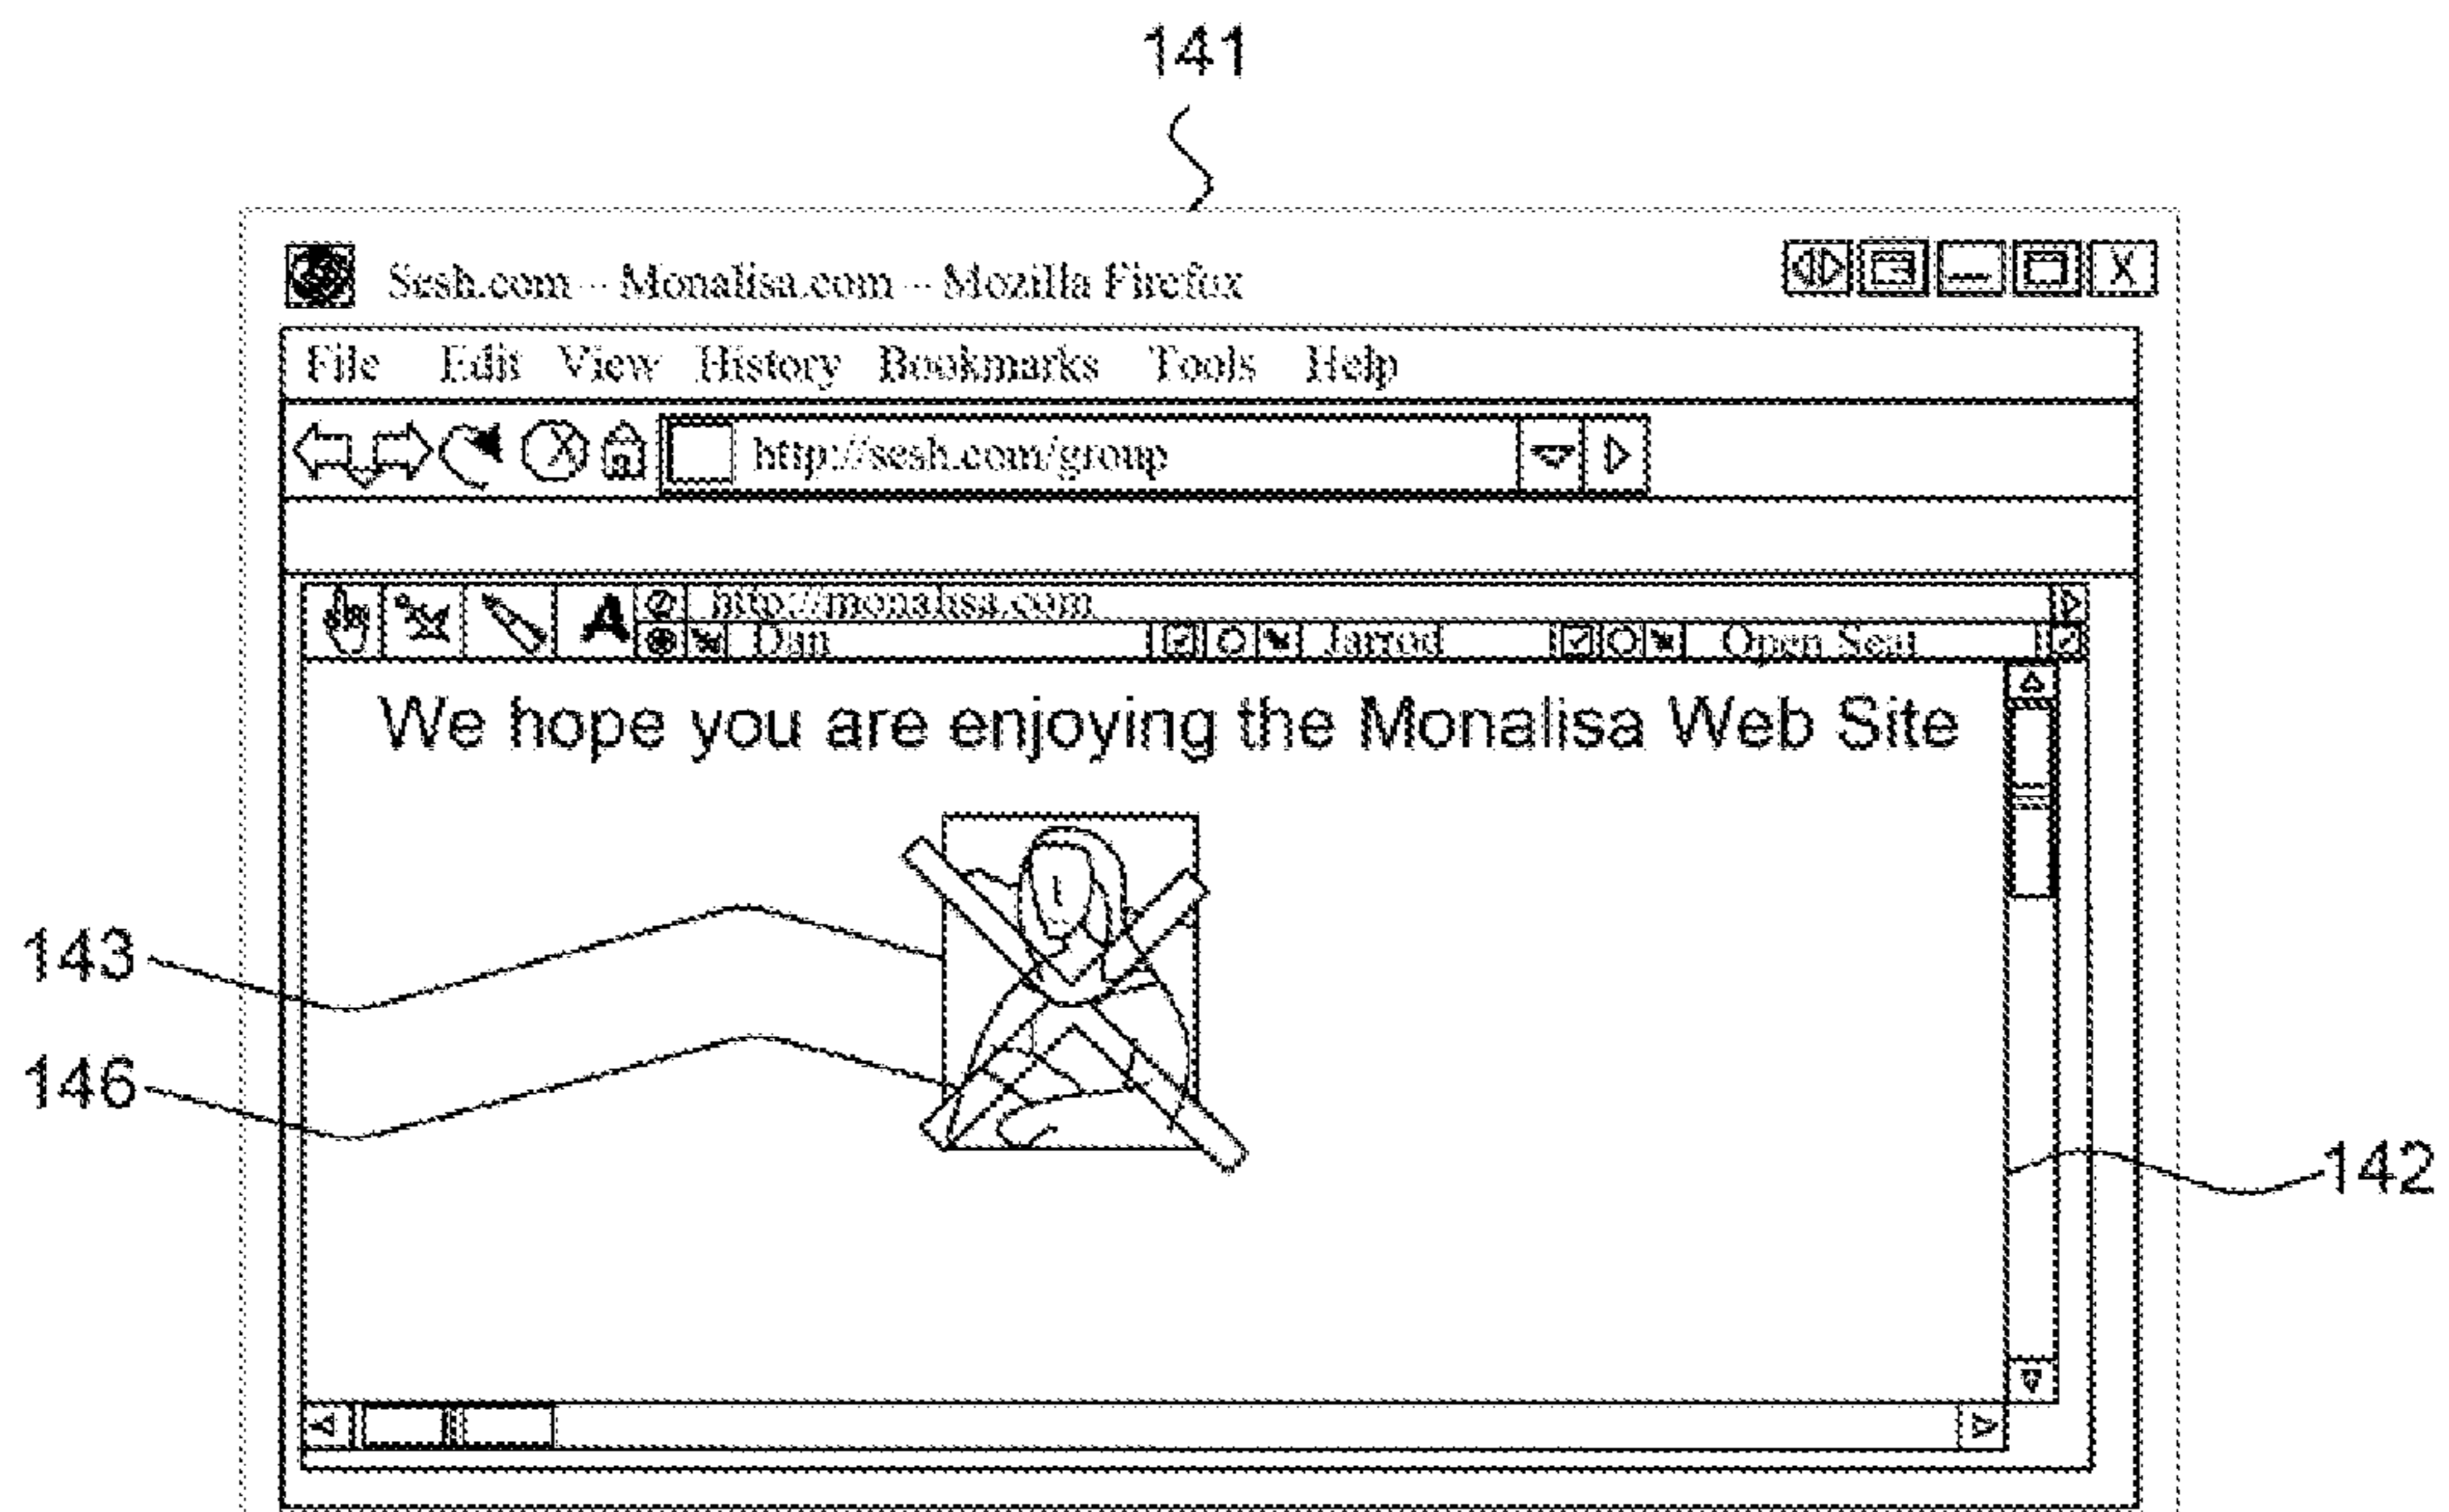 141
Sesh.com - Monalisa.com - Mozilla Firefox
File Edit View History Bookmarks Tools Help
http://sesh.com/group
A http://monalisa.com
Dan Jarrod Open Seat
We hope you are enjoying the Monalisa Web Site
143
146
142